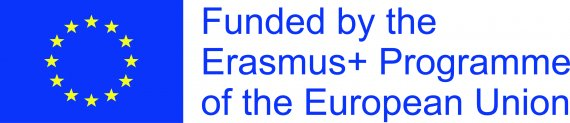 Funded by the
Erasmus+ Programme
of the European Union